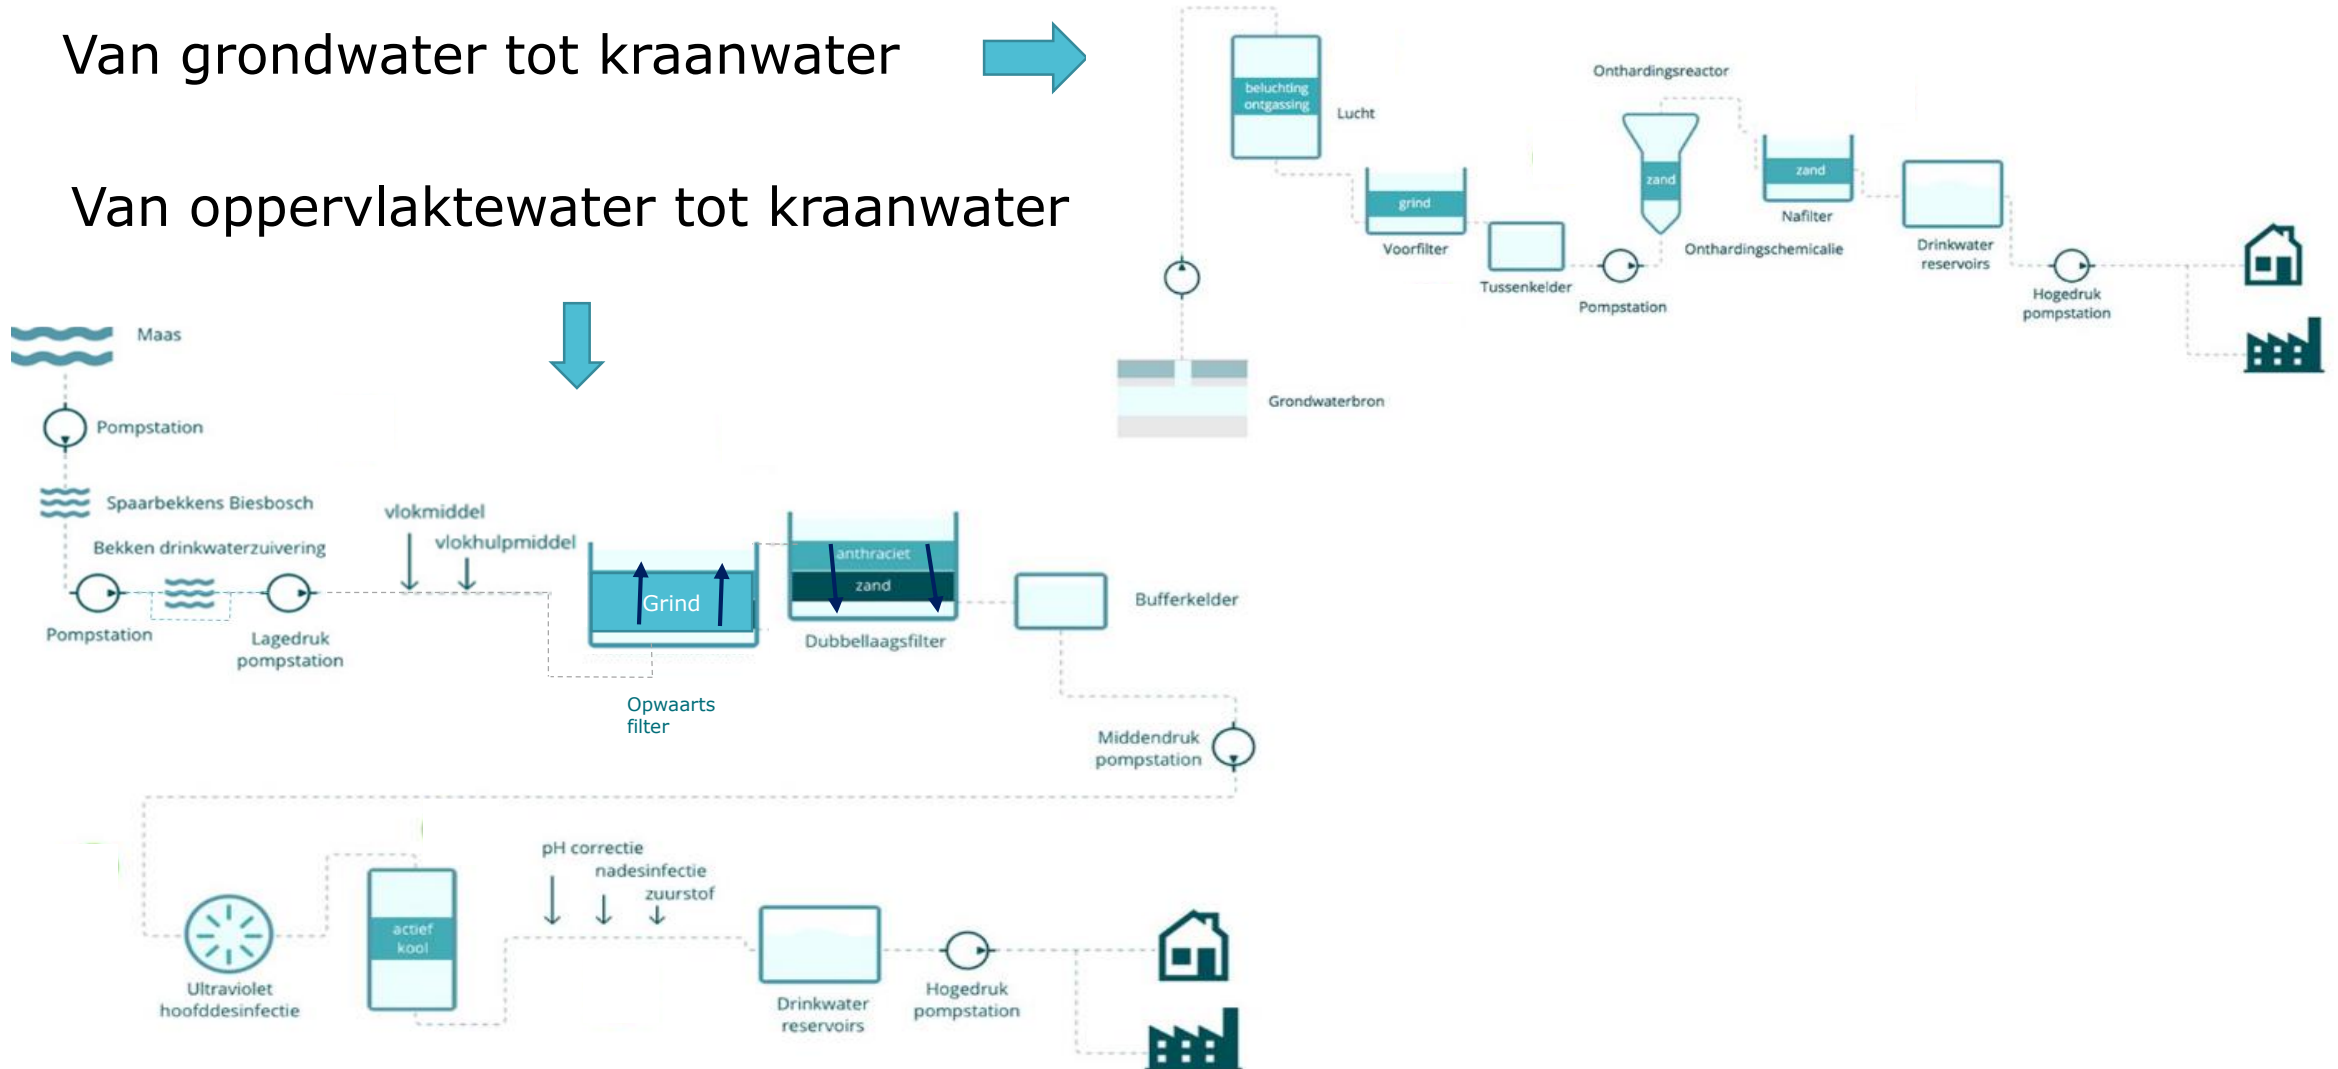 Van grondwater tot kraanwater
Van oppervlaktewater tot kraanwater
beluchting
ontgassing
Lucht
grind
Voorfilter
Tussenkelder
Pompstation
Onthardingsreactor
zand
Onthardingschemicalie
zand
Nafilter
Drinkwater
reservoirs
Hogedruk
pompstation
Grondwaterbron
Maas
Pompstation
Spaarbekkens Biesbosch
Bekken drinkwaterzuivering
Pompstation
Lagedruk
pompstation
vlokmiddel
vlokhulpmiddel
Grind
Opwaarts
filter
anthraciet
zand
Dubbellaagsfilter
Bufferkelder
Middendruk
pompstation
Ultraviolet
hoofddesinfectie
actief
kool
pH correctie
nadesinfectie
zuurstof
Drinkwater
reservoirs
Hogedruk
pompstation